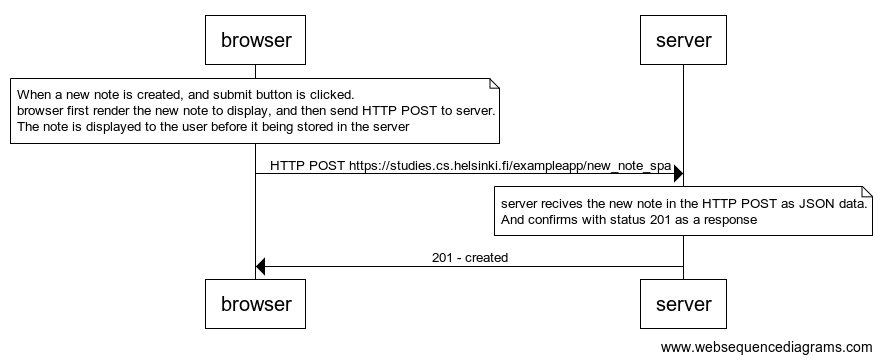 browser
server
When a new note is created, and submit button is clicked.
browser first render the new note to display, and then send HTTP POST to server.
The note is displayed to the user before it being stored in the server
HTTP POST https://studies.cs.helsinki.fi/exampleapp/new_note_spa
server recives the new note in the HTTP POST as JSON data.
And confirms with status 201 as a response
201 - created
browser
server
www.websequencediagrams.com